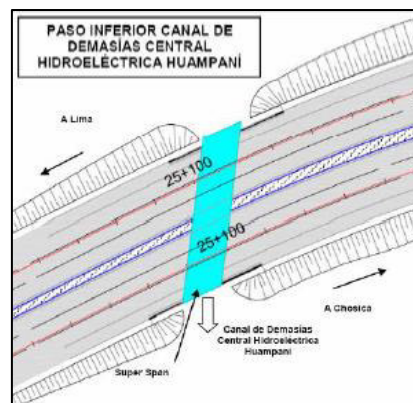 PASO INFERIOR CANAL DE
DEMASÍAS CENTRAL
HIDROELÉCTRICA HUAMPANÍ
A Lima
25+100
25+100
A Chosica
Canal de Demasías
Central Hidroeléctrica
Huampaní
Super Span